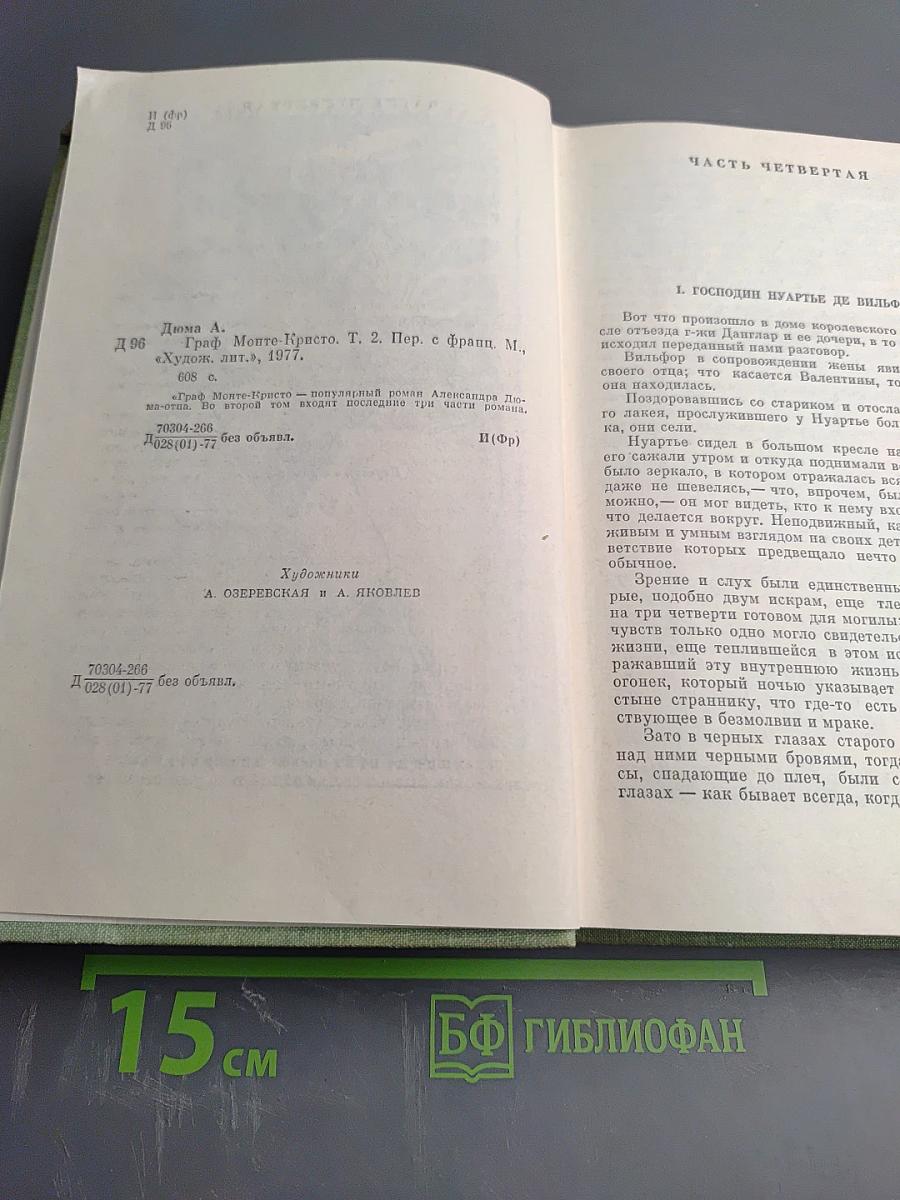 И (Фр)
Д 96
Дюма А.
Д 96 Граф Монте-Кристо. Т. 2. Пер. с франц. М.,
«Худож. лит.», 1977.
608 с.
«Граф Монте-Кристо — популярный роман Александра Дю-
ма-отца. Во второй том входят последние три части романа.
Д 70304-266
028(01)-77 без объявл.
И(Фр)
Художники
А. ОЗЕРЕВСКАЯ и А. ЯКОВЛЕВ
Д 70304-266
028(01)-77 без объявл.
ЧАСТЬ ЧЕТВЕРТАЯ
I. ГОСПОДИН НУАРТЬЕ ДЕ ВИЛЬФ
Вот что произошло в доме королевского
сле отъезда г-жи Данглар и ее дочери, в то
исходил переданный нами разговор.
Вильфор в сопровождении жены яви
своего отца; что касается Валентины, то
она находилась.
Поздоровавшись со стариком и отосла
го лакея, прослужившего у Нуартье бол
ка, они сели.
Нуартье сидел в большом кресле на
его сажали утром и откуда поднимали ве
было зеркало, в котором отражалась вся
даже не шевелясь,— что, впрочем, был
можно,— он мог видеть, кто к нему вхо
что делается вокруг. Неподвижный, ка
живым и умным взглядом на своих дет
ветствие которых предвещало нечто
обычное.
Зрение и слух были единственны
рые, подобно двум искрам, еще тле
на три четверти готовом для могилы;
чувств только одно могло свидетельс
жизни, еще теплившейся в этом ис
ражавший эту внутреннюю жизнь
огонек, который ночью указывает
стыне страннику, что где-то есть
ствующее в безмолвии и мраке.
Зато в черных глазах старого
над ними черными бровями, тогда
сы, спадающие до плеч, были с
глазах — как бывает всегда, когд
15 см
БФ ГИБЛИОФАН